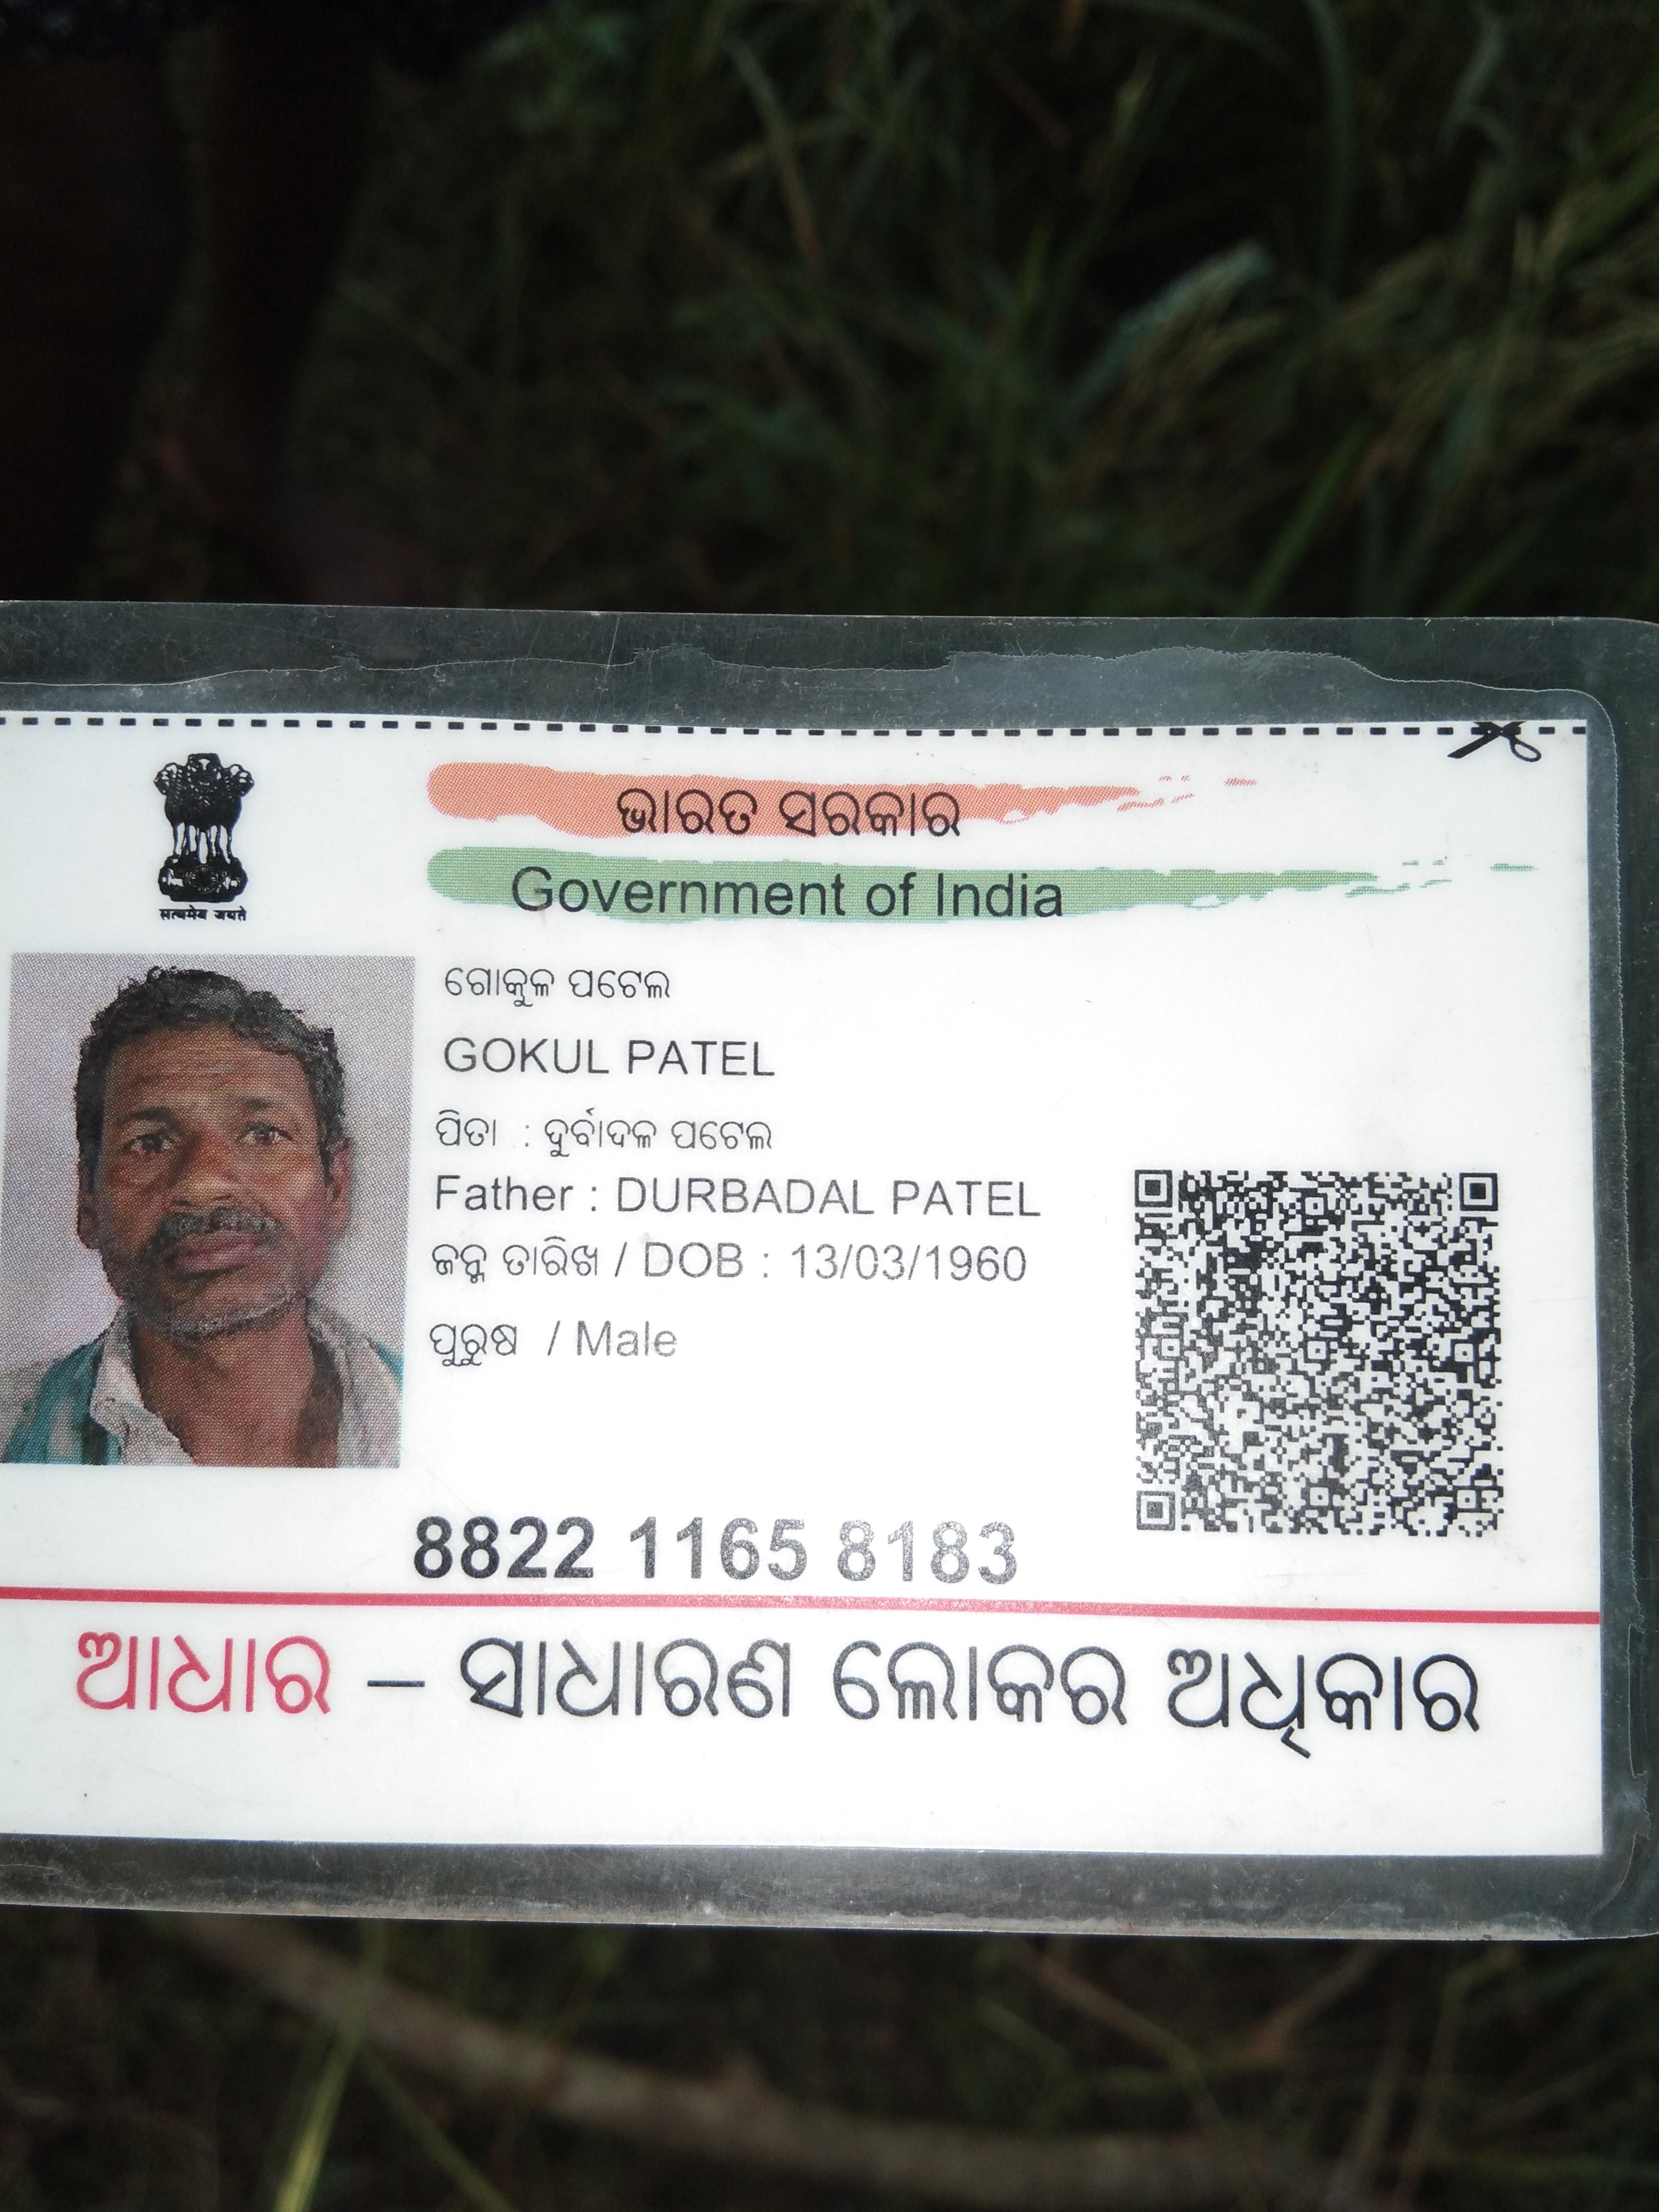 ଭାରତ ସରକାର
Government of India
सत्यमेव जयते
ଗୋକୁଳ ପଟେଲ
GOKUL PATEL
ପିତା : ଦୁର୍ବାଦଳ ପଟେଲ
Father : DURBADAL PATEL
ଜନ୍ମ ତାରିଖ / DOB : 13/03/1960
ପୁରୁଷ / Male
8822 1165 8183
ଆଧାର – ସାଧାରଣ ଲୋକର ଅଧିକାର